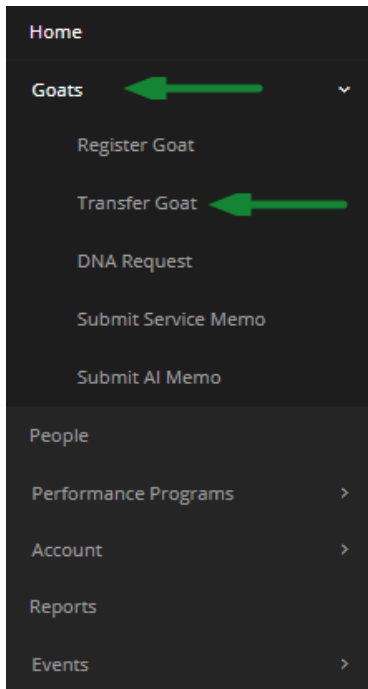 Home
Goats
Register Goat
Transfer Goat
DNA Request
Submit Service Memo
Submit AI Memo
People
Performance Programs
Account
Reports
Events